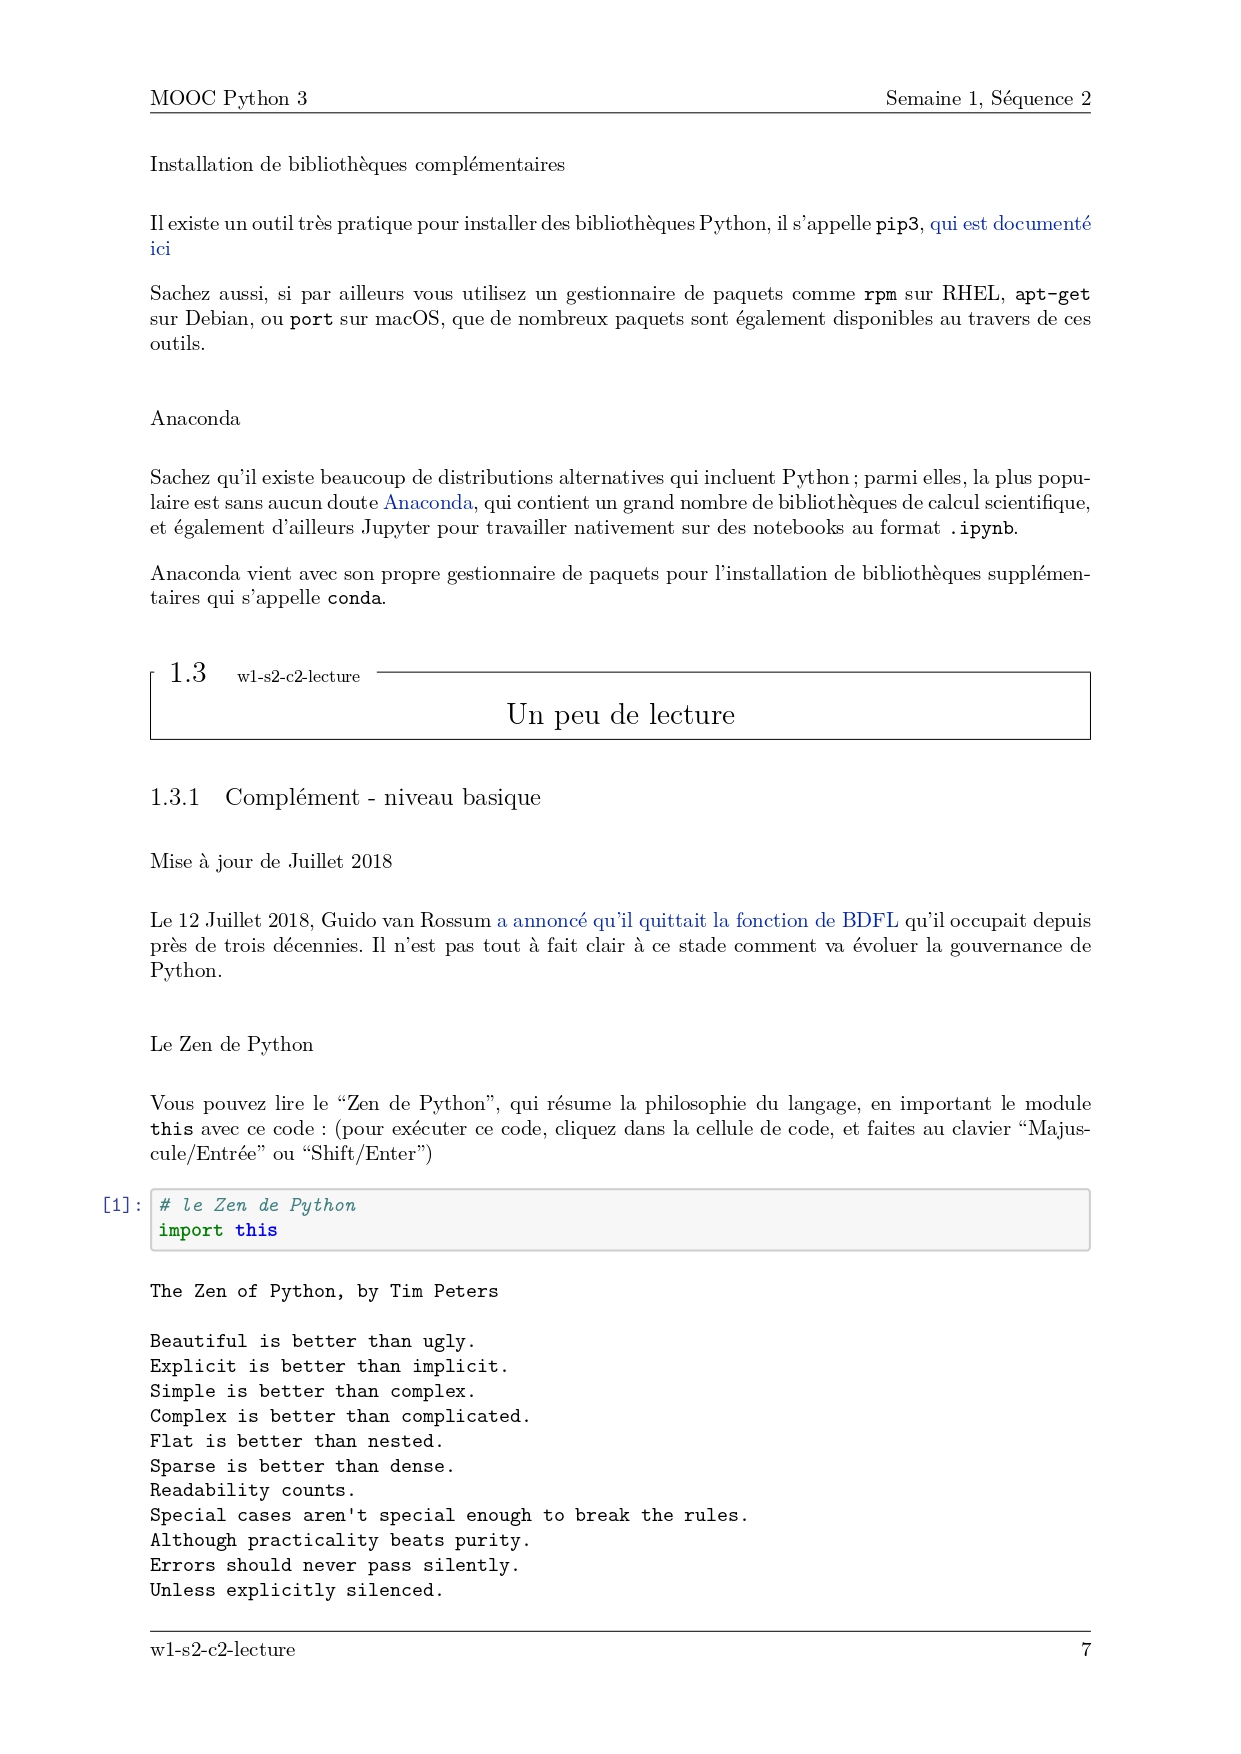 MOOC Python 3 Semaine 1, Séquence 2
Installation de bibliothèques complémentaires
Il existe un outil très pratique pour installer des bibliothèques Python, il s'appelle pip3, qui est documenté
ici
Sachez aussi, si par ailleurs vous utilisez un gestionnaire de paquets comme rpm sur RHEL, apt-get
sur Debian, ou port sur macOS, que de nombreux paquets sont également disponibles au travers de ces
outils.
Anaconda
Sachez qu'il existe beaucoup de distributions alternatives qui incluent Python ; parmi elles, la plus popu-
laire est sans aucun doute Anaconda, qui contient un grand nombre de bibliothèques de calcul scientifique,
et également d'ailleurs Jupyter pour travailler nativement sur des notebooks au format .ipynb.
Anaconda vient avec son propre gestionnaire de paquets pour l'installation de bibliothèques supplémen-
taires qui s'appelle conda.
1.3 w1-s2-c2-lecture
Un peu de lecture
1.3.1 Complément - niveau basique
Mise à jour de Juillet 2018
Le 12 Juillet 2018, Guido van Rossum a annoncé qu'il quittait la fonction de BDFL qu'il occupait depuis
près de trois décennies. Il n'est pas tout à fait clair à ce stade comment va évoluer la gouvernance de
Python.
Le Zen de Python
Vous pouvez lire le “Zen de Python”, qui résume la philosophie du langage, en important le module
this avec ce code : (pour exécuter ce code, cliquez dans la cellule de code, et faites au clavier “Majus-
cule/Entrée” ou “Shift/Enter”)
[1]: # le Zen de Python
import this
The Zen of Python, by Tim Peters
Beautiful is better than ugly.
Explicit is better than implicit.
Simple is better than complex.
Complex is better than complicated.
Flat is better than nested.
Sparse is better than dense.
Readability counts.
Special cases aren't special enough to break the rules.
Although practicality beats purity.
Errors should never pass silently.
Unless explicitly silenced.
w1-s2-c2-lecture 7